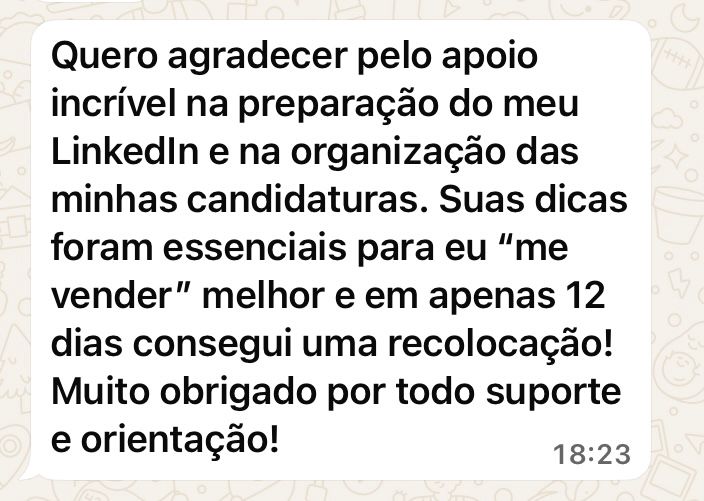 Quero agradecer pelo apoio
incrível na preparação do meu
LinkedIn e na organização das
minhas candidaturas. Suas dicas
foram essenciais para eu “me
vender” melhor e em apenas 12
dias consegui uma recolocação!
Muito obrigado por todo suporte
e orientação!
18:23